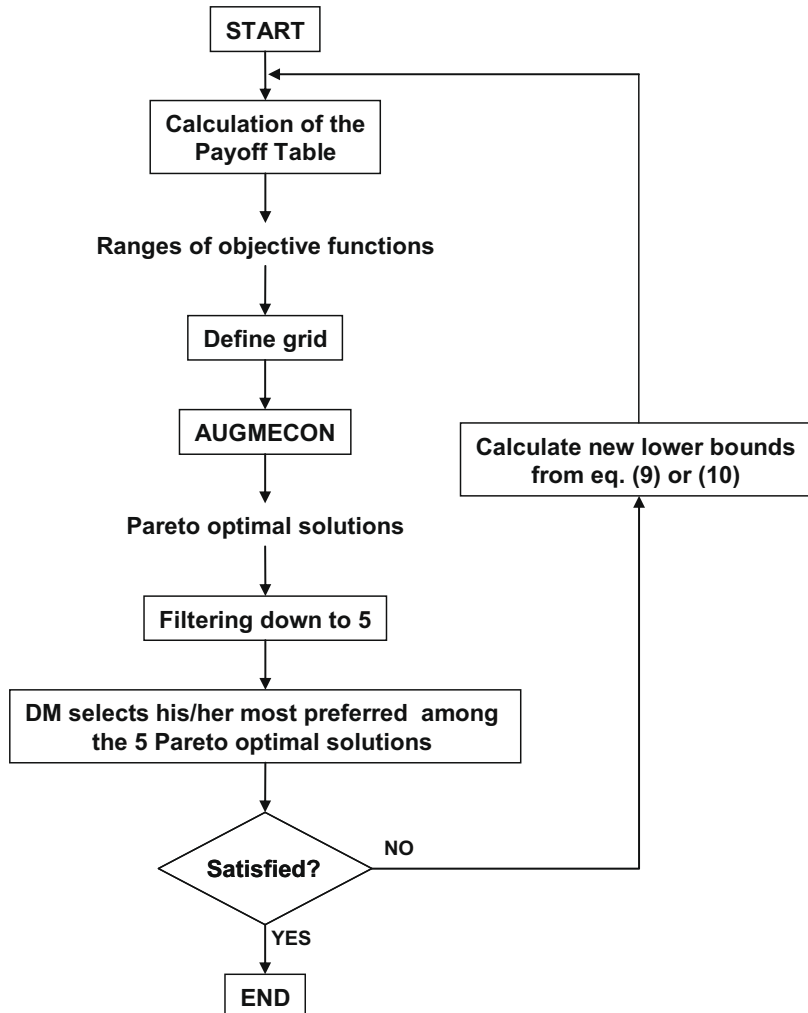 START
Calculation of the
Payoff Table
Ranges of objective functions
Define grid
AUGMECON
Calculate new lower bounds
from eq. (9) or (10)
Pareto optimal solutions
Filtering down to 5
DM selects his/her most preferred among
the 5 Pareto optimal solutions
Satisfied?
NO
YES
END